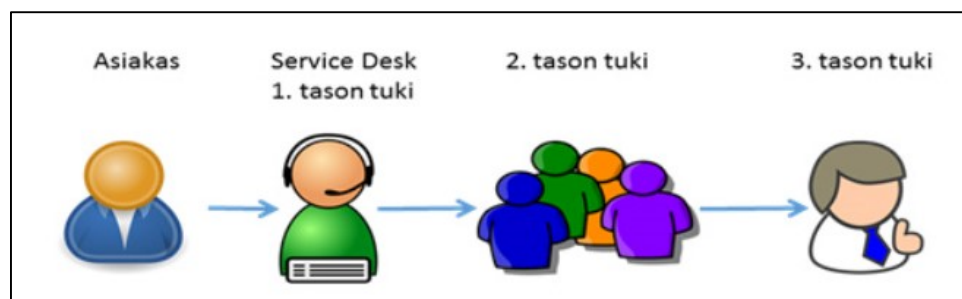 Asiakas
Service Desk
1. tason tuki
2. tason tuki
3. tason tuki